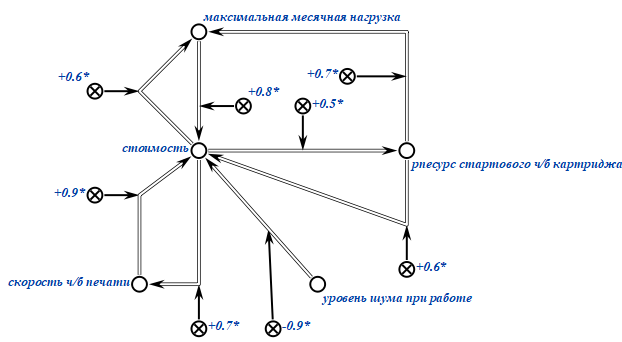 максимальная месячная нагрузка
+0.7*
+0.6*
+0.8*
+0.5*
стоимость
рпесурс стартового ч/б картриджа
+0.9*
+0.6*
скорость ч/б печати
уровень шума при работе
+0.7*
-0.9*